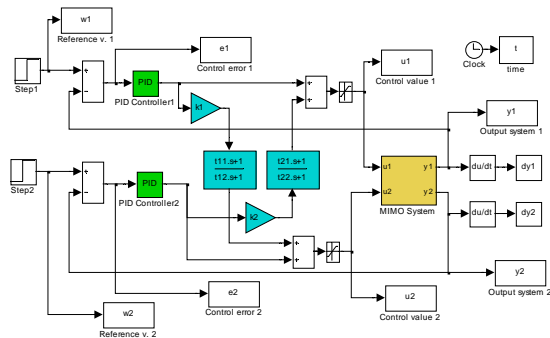 w1
Reference v. 1
e1
Control error 1
u1
Control value 1
Clock
t
time
Step1
PID
PID Controller1
k1
y1
Output system 1
t11.s+1
t12.s+1
t21.s+1
t22.s+1
u1
u2
y1
y2
MIMO System
du/dt
dy1
du/dt
dy2
Step2
PID
PID Controller2
k2
y2
Output system 2
e2
Control error 2
u2
Control value 2
w2
Reference v. 2